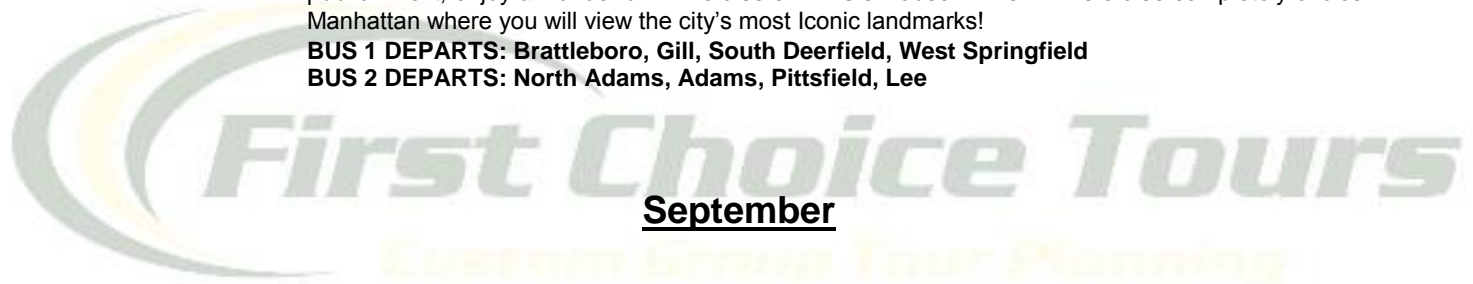 Manhattan where you will view the city’s most Iconic landmarks!
BUS 1 DEPARTS: Brattleboro, Gill, South Deerfield, West Springfield
BUS 2 DEPARTS: North Adams, Adams, Pittsfield, Lee
First Choice Tours
September
Custom Group Tour Planning